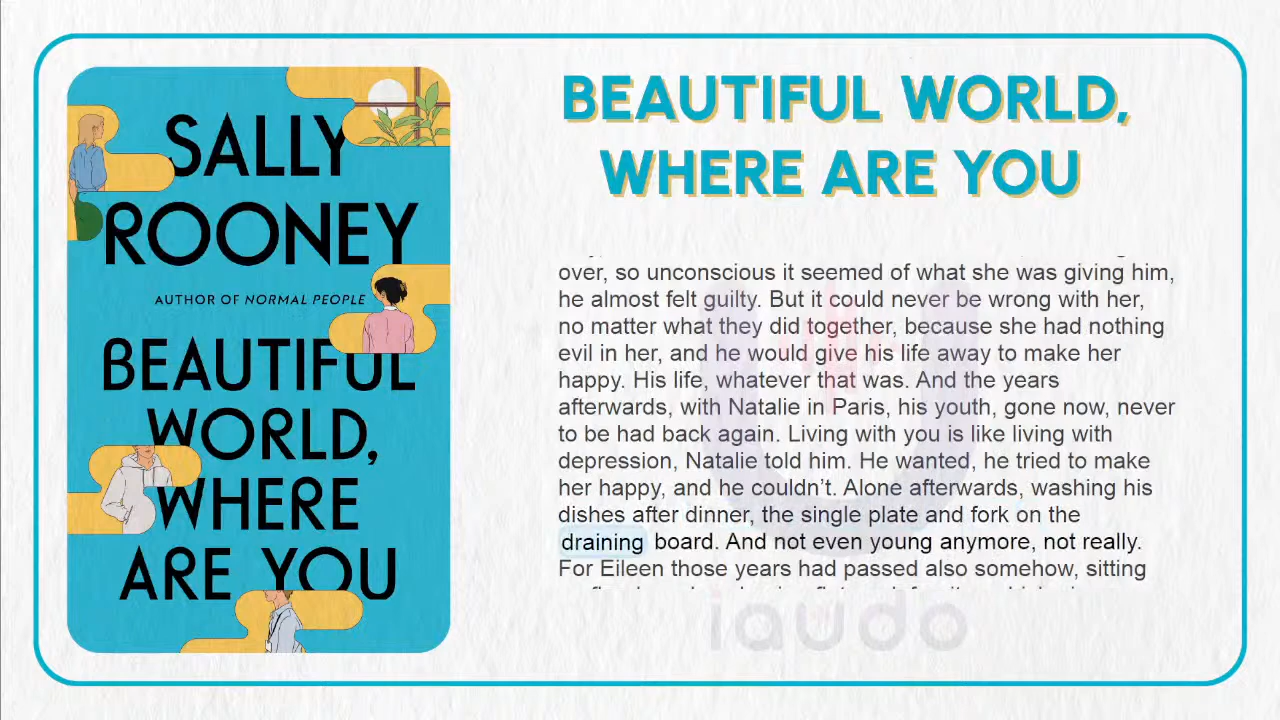 SALLY
ROONEY
AUTHOR OF NORMAL PEOPLE
BEAUTIFUL
WORLD,
WHERE
ARE YOU
BEAUTIFUL WORLD,
WHERE ARE YOU
over, so unconscious it seemed of what she was giving him,
he almost felt guilty. But it could never be wrong with her,
no matter what they did together, because she had nothing
evil in her, and he would give his life away to make her
happy. His life, whatever that was. And the years
afterwards, with Natalie in Paris, his youth, gone now, never
to be had back again. Living with you is like living with
depression, Natalie told him. He wanted, he tried to make
her happy, and he couldn’t. Alone afterwards, washing his
dishes after dinner, the single plate and fork on the
draining board. And not even young anymore, not really.
For Eileen those years had passed also somehow, sitting
iaudo